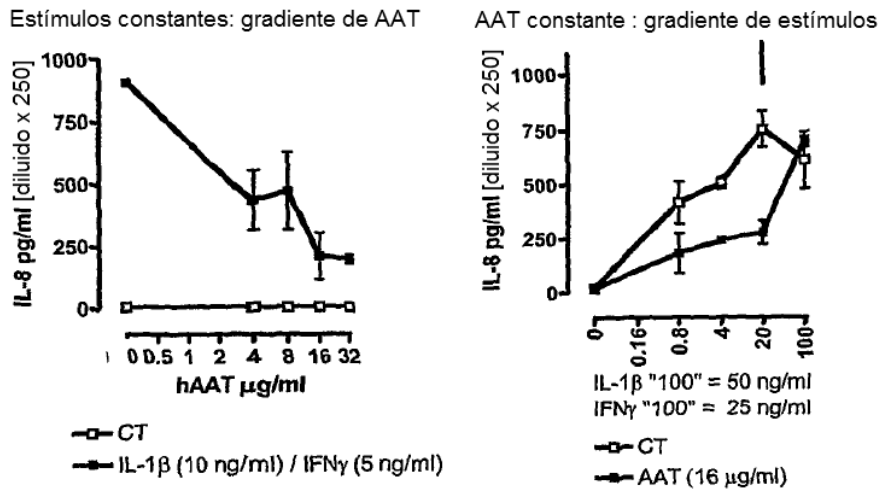 Estímulos constantes: gradiente de AAT
IL-8 pg/ml [diluido x 250]
1000
750
500
250
0
0 0.5 1 2 4 8 16 32
hAAT µg/ml
CT
IL-1β (10 ng/ml) / IFNγ (5 ng/ml)
AAT constante : gradiente de estímulos
IL-8 pg/ml [diluido x 250]
1000
750
500
250
0
0 0.16 0.8 4 20 100
IL-1β "100" = 50 ng/ml
IFNγ "100" = 25 ng/ml
CT
AAT (16 µg/ml)